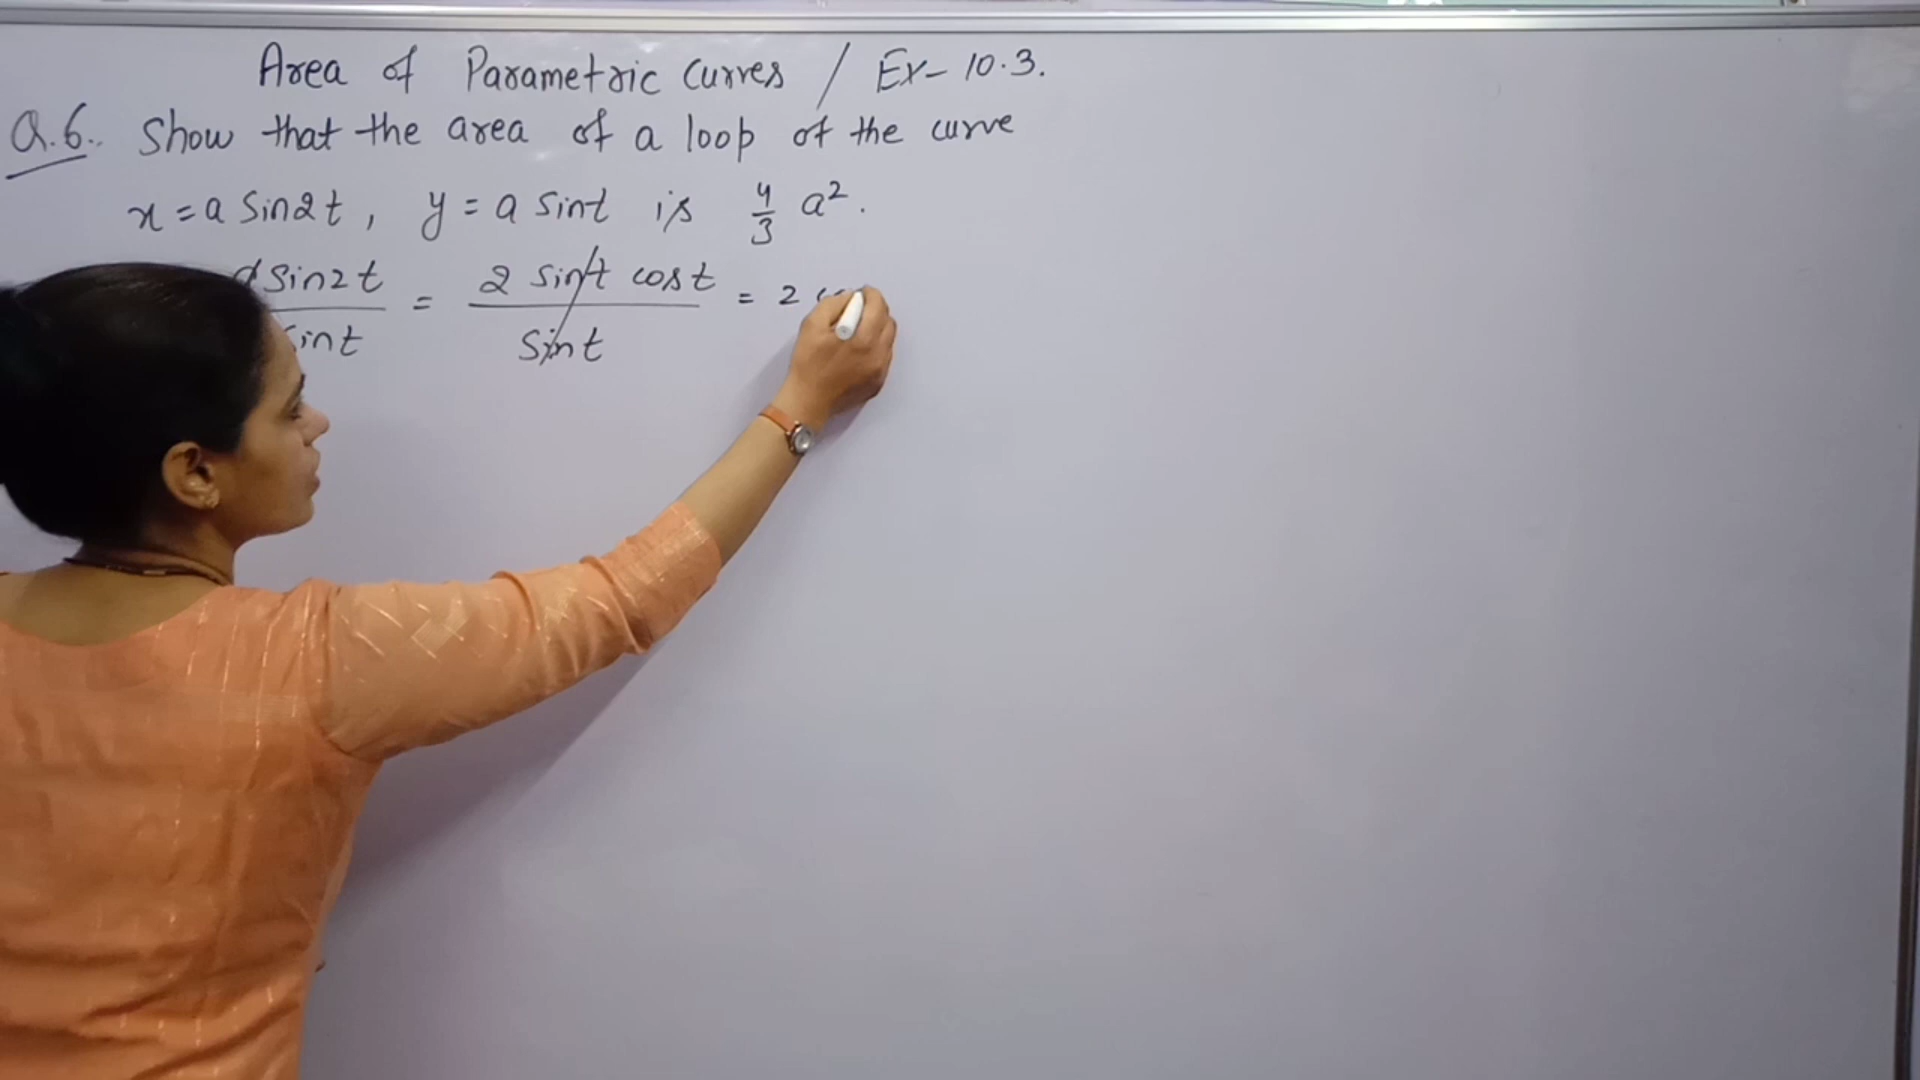 Area of Parametric Curves / Ex- 10.3.
Q.6. Show that the area of a loop of the curve
x = a Sin2t, y = a Sint is 4/3 a².
Sin2t / Sint = 2 Sint cost / Sint = 2